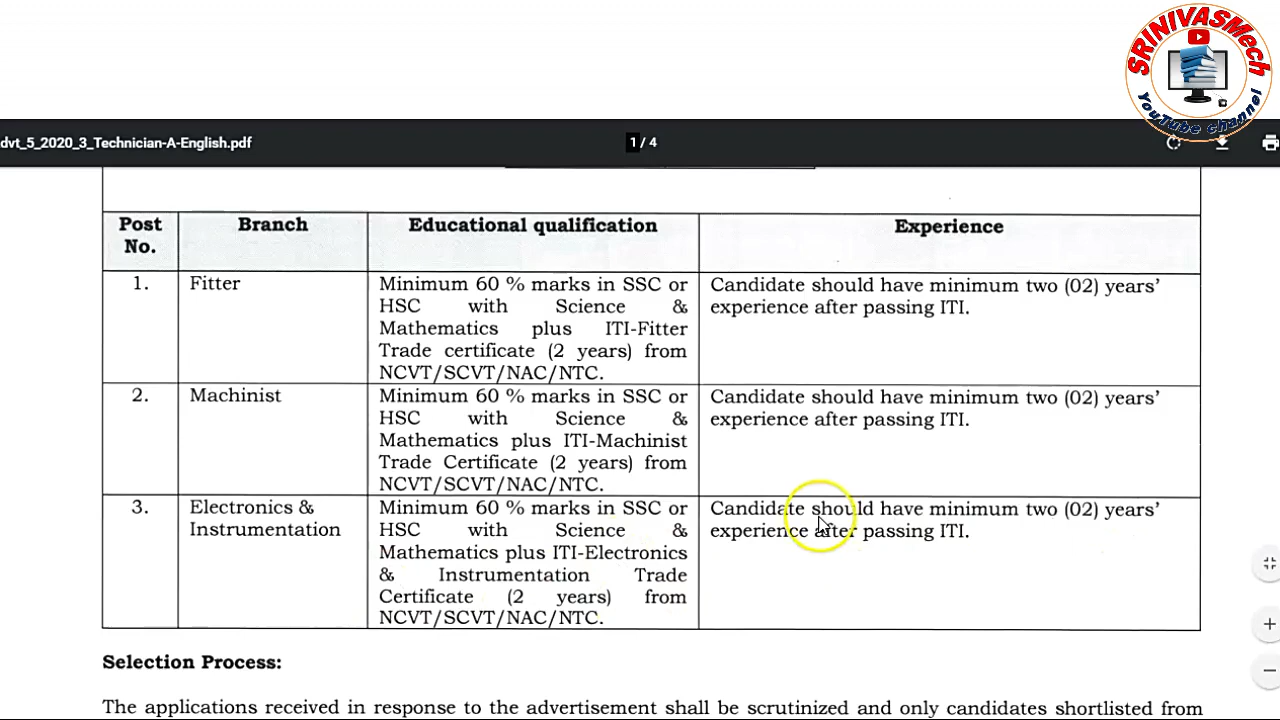 SRINIVASMech
YouTube channel
dvt_5_2020_3_Technician-A-English.pdf
1 / 4
Post No.
Branch
Educational qualification
Experience
1.
Fitter
Minimum 60 % marks in SSC or
HSC with Science &
Mathematics plus ITI-Fitter
Trade certificate (2 years) from
NCVT/SCVT/NAC/NTC.
Candidate should have minimum two (02) years’
experience after passing ITI.
2.
Machinist
Minimum 60 % marks in SSC or
HSC with Science &
Mathematics plus ITI-Machinist
Trade Certificate (2 years) from
NCVT/SCVT/NAC/NTC.
Candidate should have minimum two (02) years’
experience after passing ITI.
3.
Electronics &
Instrumentation
Minimum 60 % marks in SSC or
HSC with Science &
Mathematics plus ITI-Electronics
& Instrumentation Trade
Certificate (2 years) from
NCVT/SCVT/NAC/NTC.
Candidate should have minimum two (02) years’
experience after passing ITI.
Selection Process:
The applications received in response to the advertisement shall be scrutinized and only candidates shortlisted from